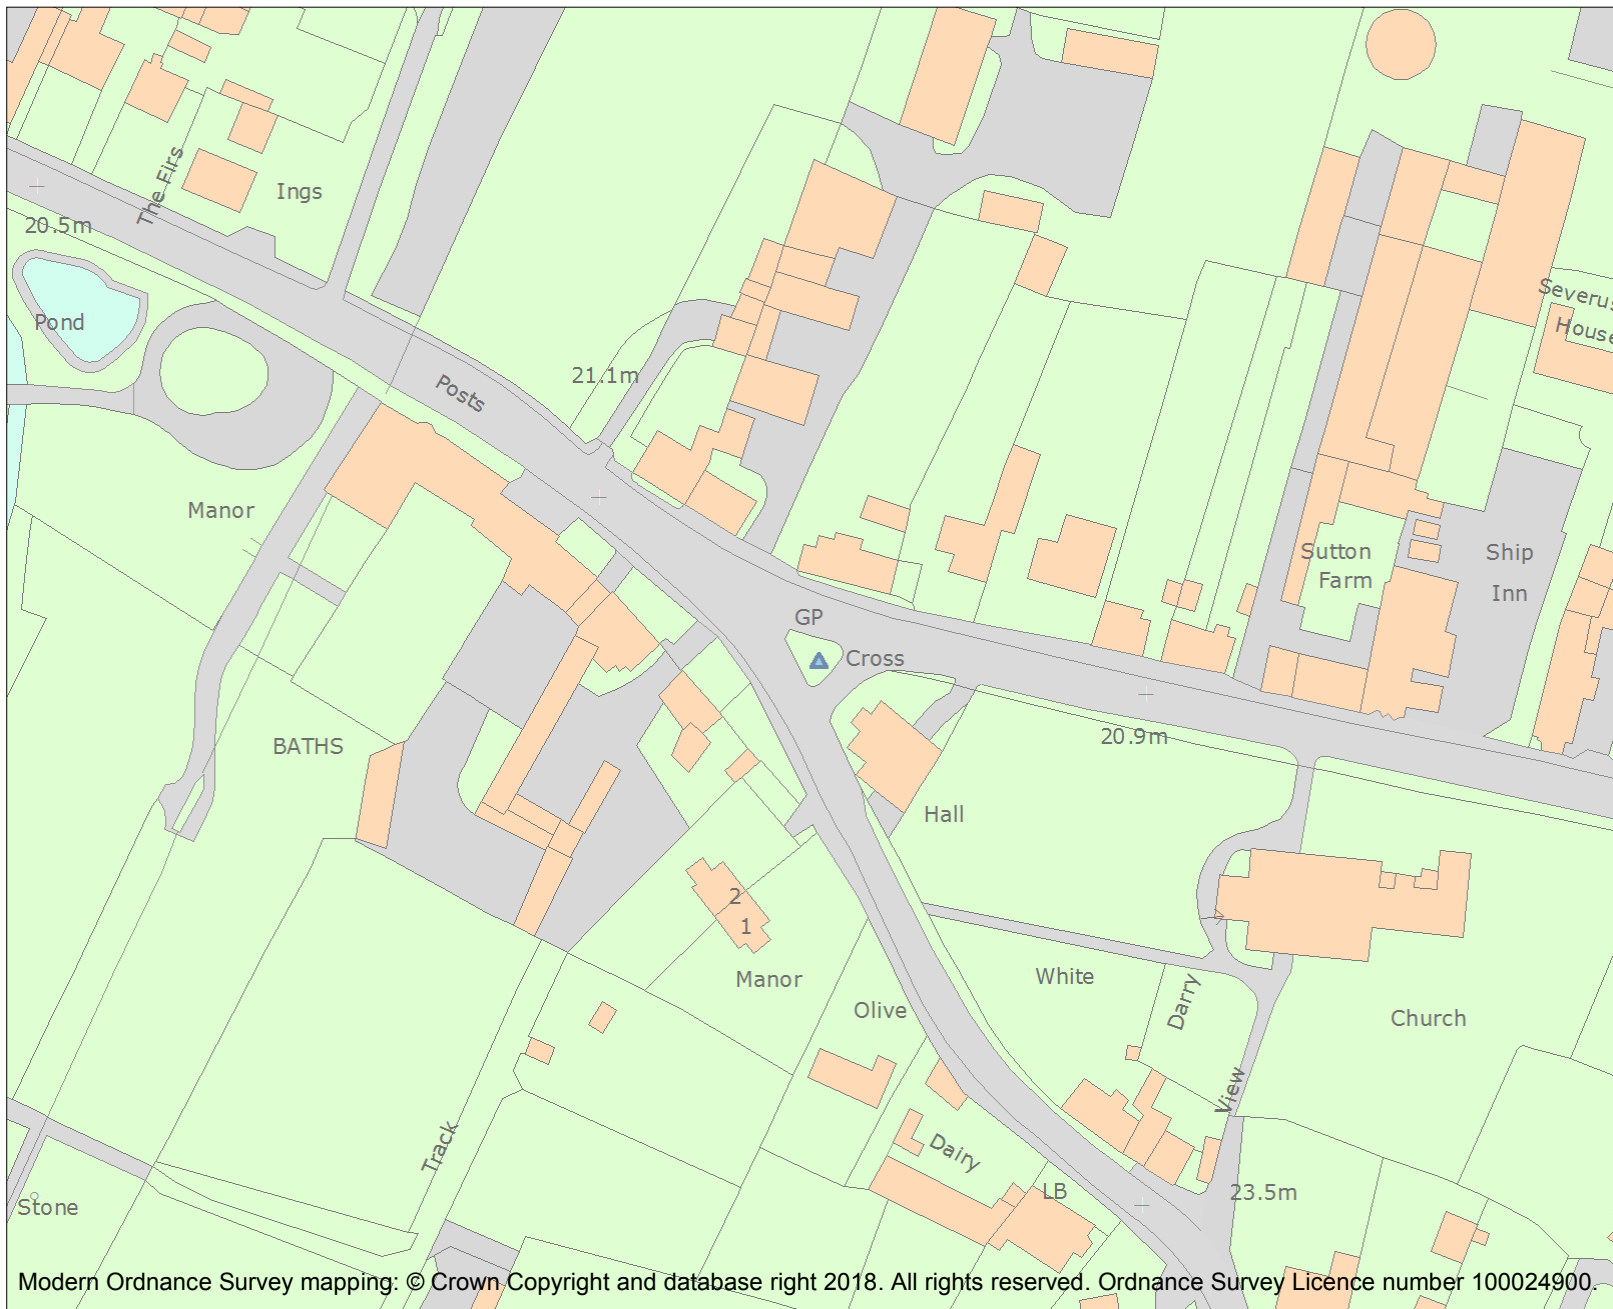 The Firs
Ings
20.5m
Severus
House
Pond
21.1m
Posts
Manor
Sutton
Farm
Ship
Inn
GP
Cross
20.9m
BATHS
Hall
2
1
Manor
White
Olive
Darry
Church
View
Track
Dairy
LB
23.5m
Stone
Modern Ordnance Survey mapping: © Crown Copyright and database right 2018. All rights reserved. Ordnance Survey Licence number 100024900.